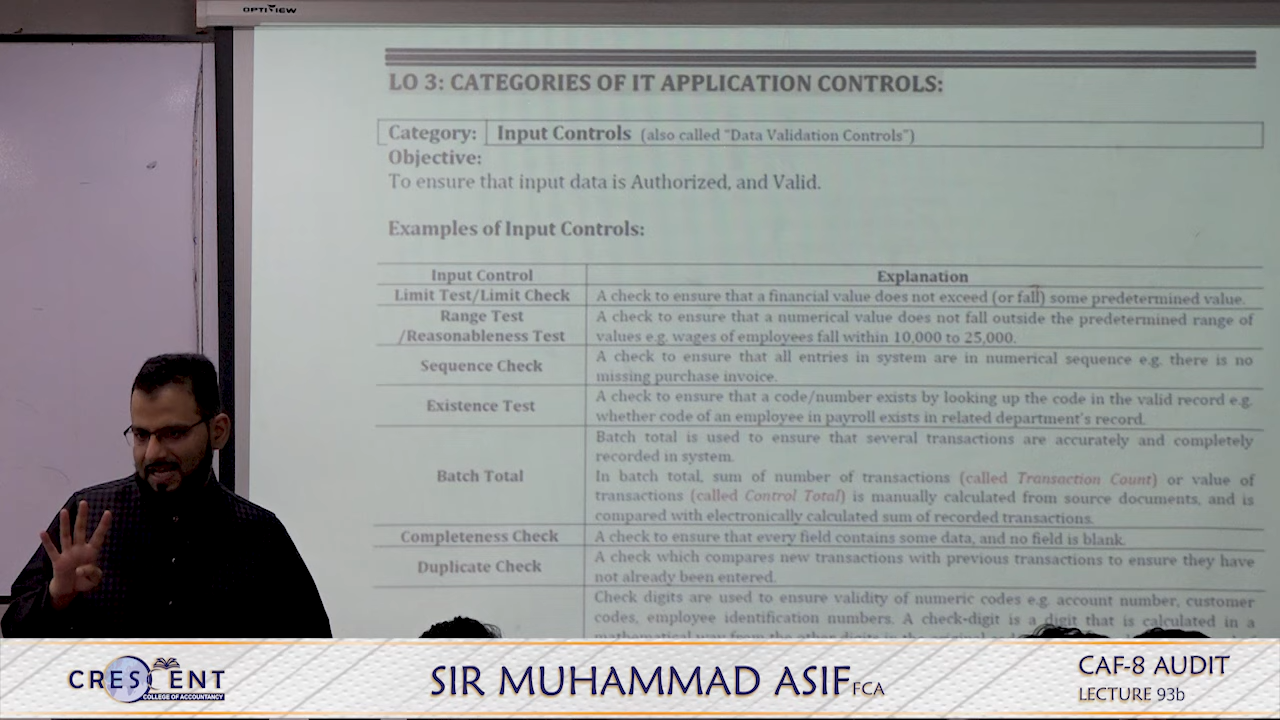 OPTIVIEW
LO 3: CATEGORIES OF IT APPLICATION CONTROLS:
Category: Input Controls (also called "Data Validation Controls")
Objective:
To ensure that input data is Authorized, and Valid.
Examples of Input Controls:
Input Control Explanation
Limit Test/Limit Check A check to ensure that a financial value does not exceed (or fall) some predetermined value.
Range Test A check to ensure that a numerical value does not fall outside the predetermined range of
/Reasonableness Test values e.g. wages of employees fall within 10,000 to 25,000.
Sequence Check A check to ensure that all entries in system are in numerical sequence e.g. there is no
missing purchase invoice.
Existence Test A check to ensure that a code/number exists by looking up the code in the valid record e.g.
whether code of an employee in payroll exists in related department's record.
Batch total is used to ensure that several transactions are accurately and completely
recorded in system.
Batch Total In batch total, sum of number of transactions (called Transaction Count) or value of
transactions (called Control Total) is manually calculated from source documents, and is
compared with electronically calculated sum of recorded transactions.
Completeness Check A check to ensure that every field contains some data, and no field is blank.
Duplicate Check A check which compares new transactions with previous transactions to ensure they have
not already been entered.
Check digits are used to ensure validity of numeric codes e.g. account number, customer
codes, employee identification numbers. A check-digit is a digit that is calculated in a
mathematical way from the other digits in the original
CRESCENT
COLLEGE OF ACCOUNTANCY
SIR MUHAMMAD ASIF FCA
CAF-8 AUDIT
LECTURE 93b